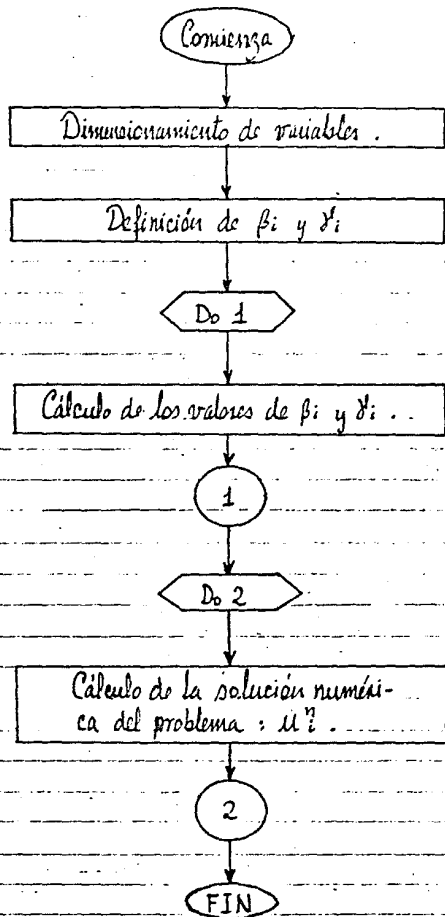 Comienza
Dimensionamiento de variables.
Definición de βi y γi
Do 1
Cálculo de los valores de βi y γi.
1
Do 2
Cálculo de la solución numéri-
ca del problema: u^n_i.
2
FIN